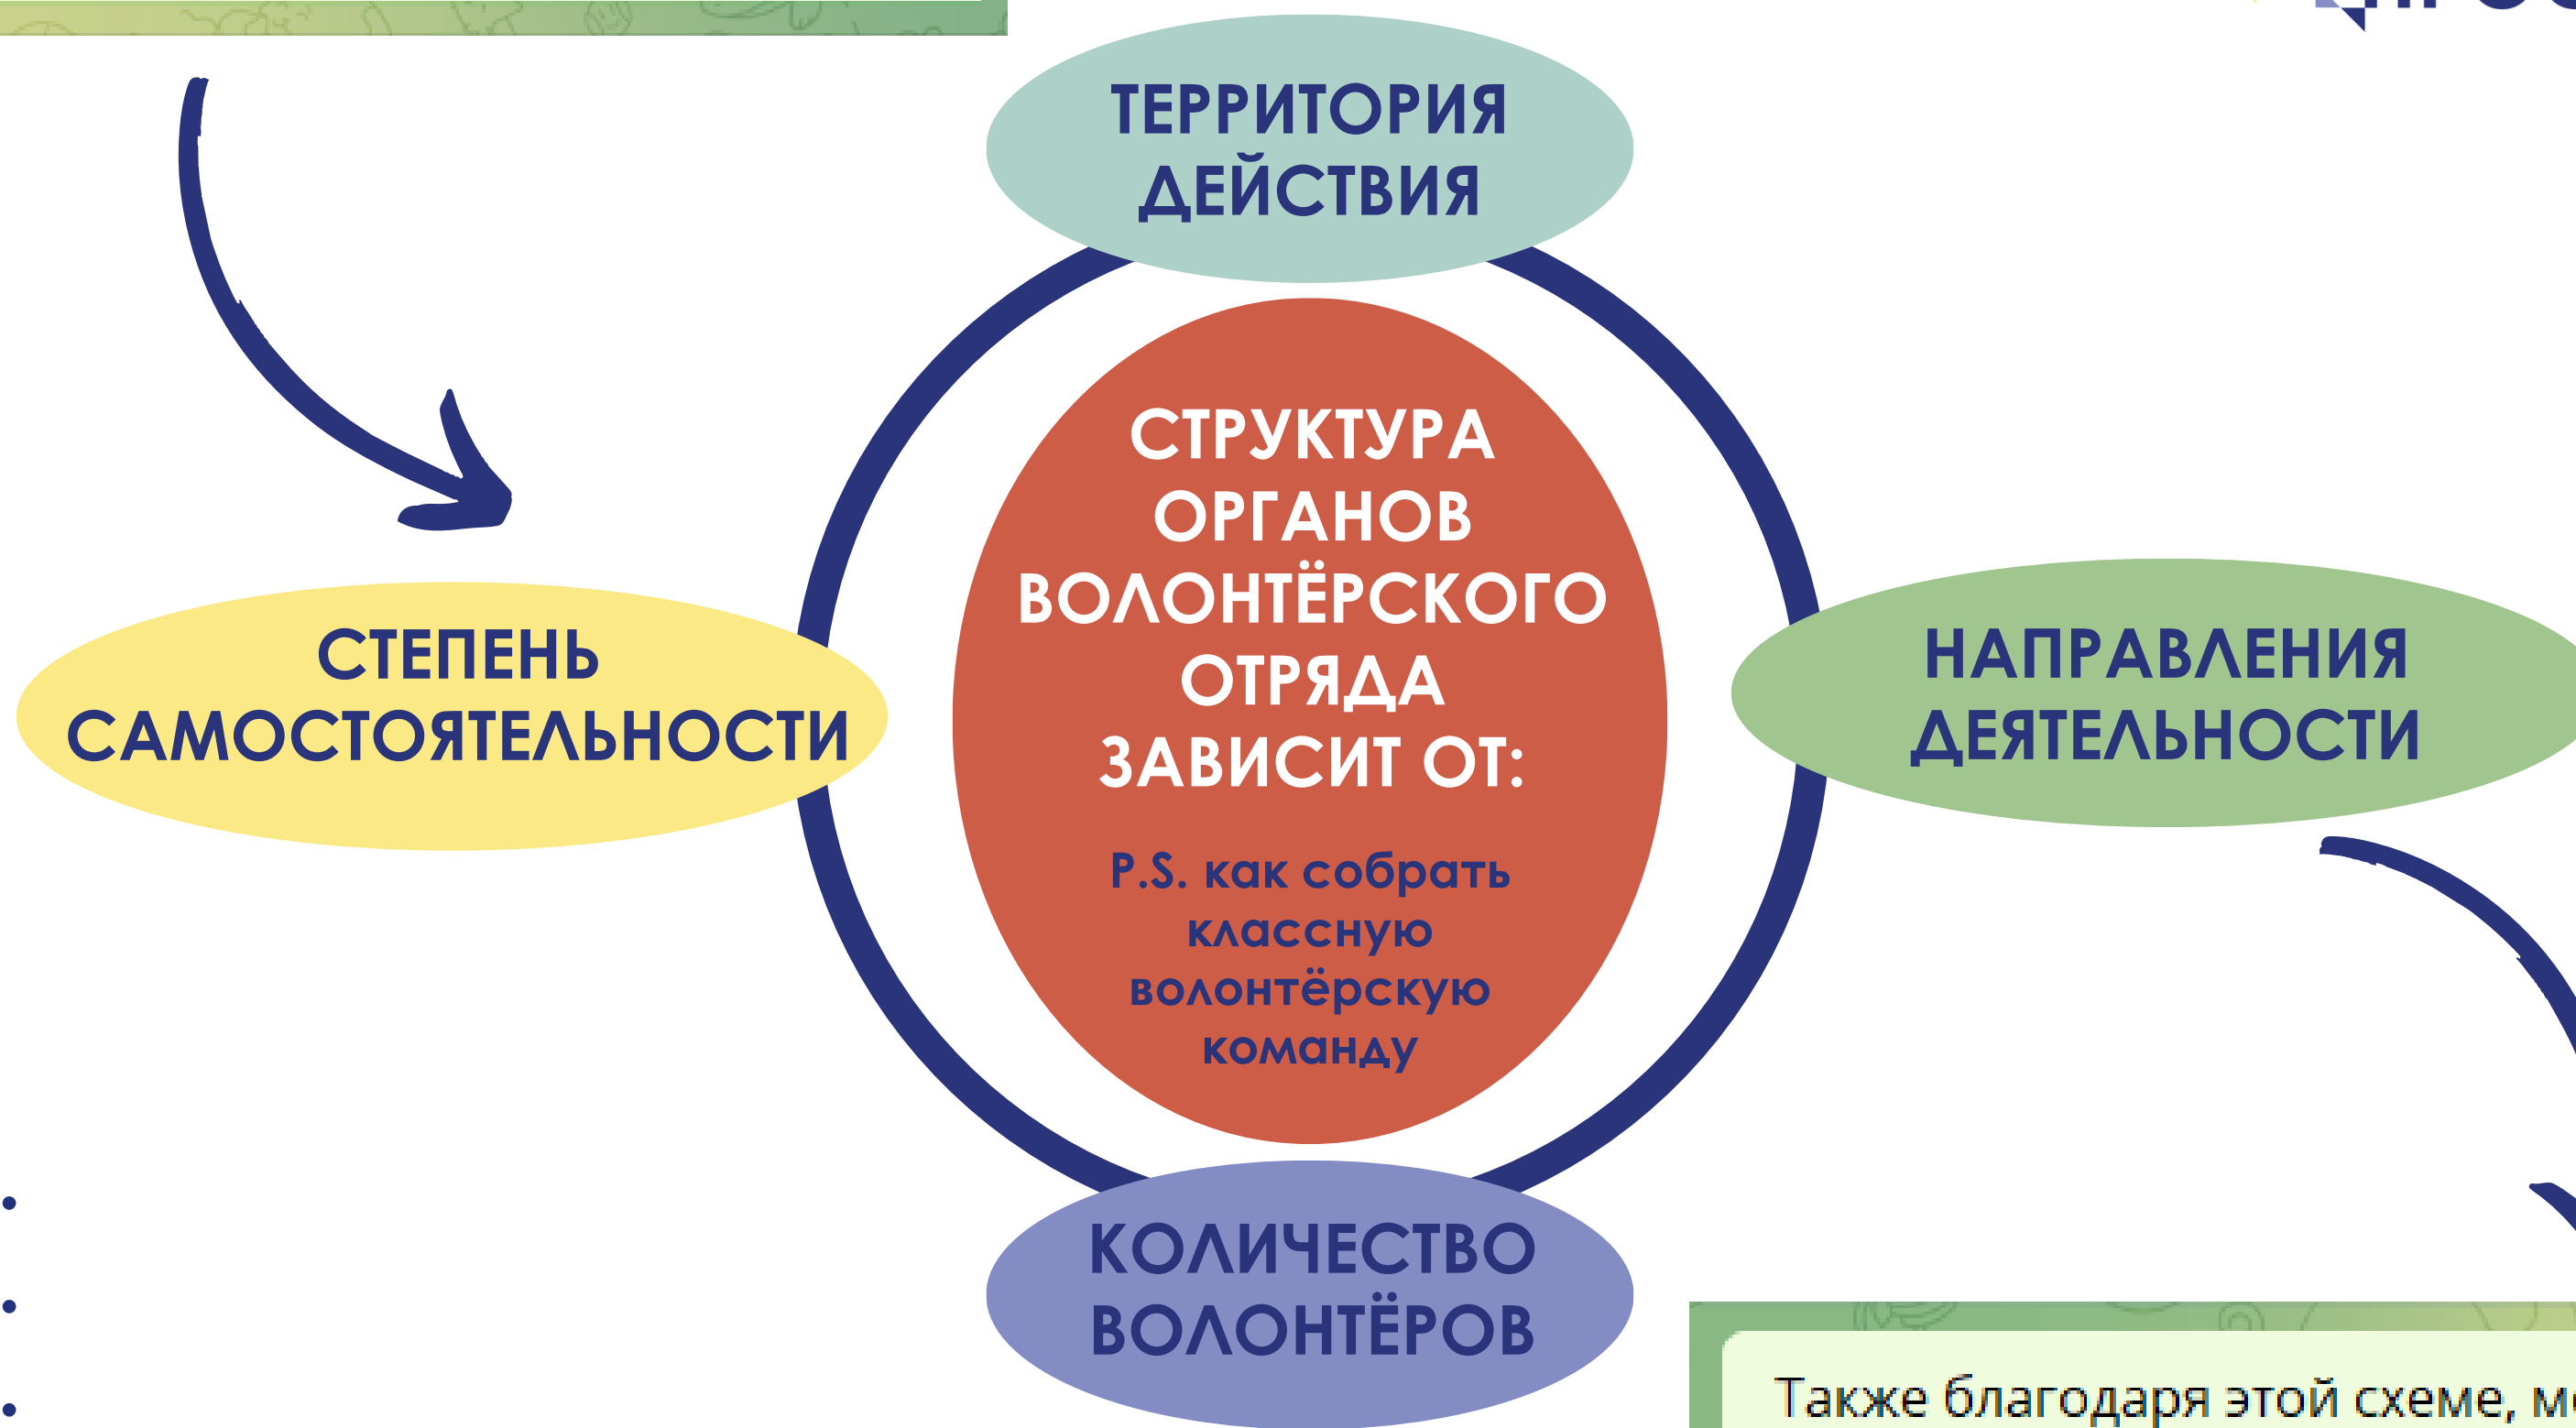 ТЕРРИТОРИЯ
ДЕЙСТВИЯ
СТРУКТУРА
ОРГАНОВ
ВОЛОНТЁРСКОГО
ОТРЯДА
ЗАВИСИТ ОТ:
P.S. как собрать
классную
волонтёрскую
команду
СТЕПЕНЬ
САМОСТОЯТЕЛЬНОСТИ
НАПРАВЛЕНИЯ
ДЕЯТЕЛЬНОСТИ
КОЛИЧЕСТВО
ВОЛОНТЁРОВ
Также благодаря этой схеме,